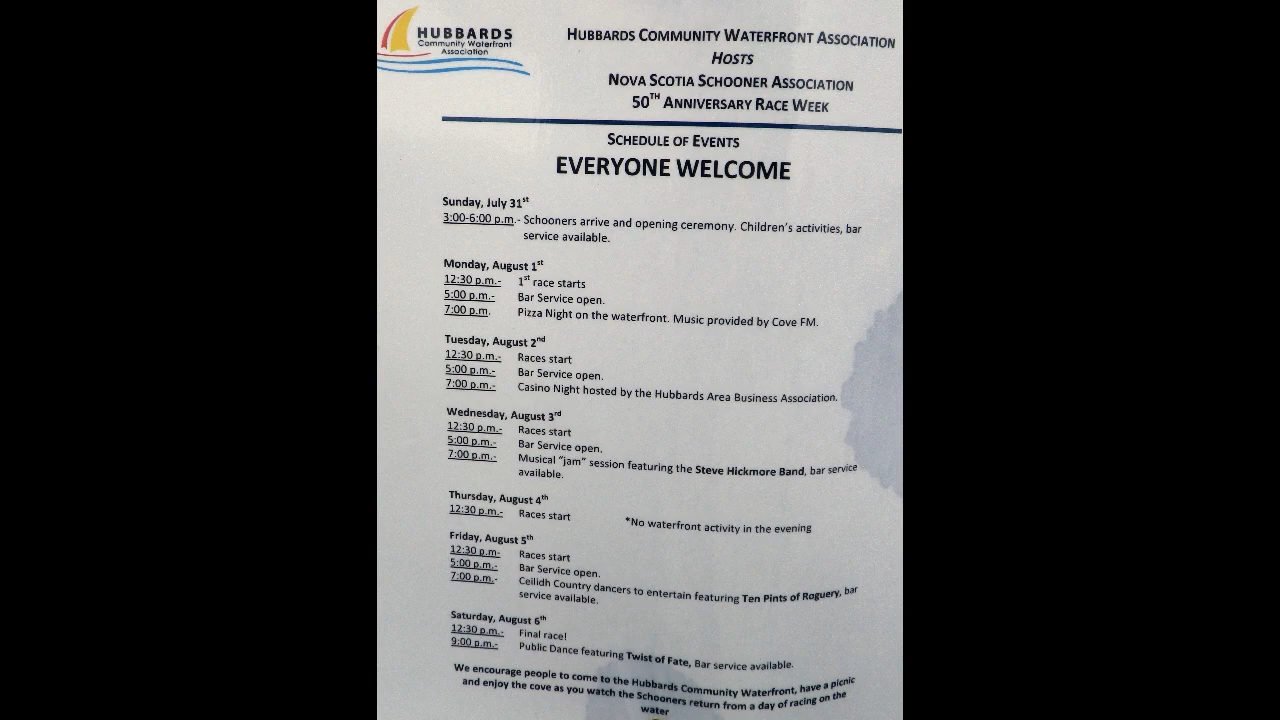 HUBBARDS
Community Waterfront
Association
HUBBARDS COMMUNITY WATERFRONT ASSOCIATION
HOSTS
NOVA SCOTIA SCHOONER ASSOCIATION
50TH ANNIVERSARY RACE WEEK
SCHEDULE OF EVENTS
EVERYONE WELCOME
Sunday, July 31st
3:00-6:00 p.m.- Schooners arrive and opening ceremony. Children's activities, bar
service available.
Monday, August 1st
12:30 p.m.- 1st race starts
5:00 p.m.- Bar Service open.
7:00 p.m. Pizza Night on the waterfront. Music provided by Cove FM.
Tuesday, August 2nd
12:30 p.m.- Races start
5:00 p.m.- Bar Service open.
7:00 p.m.- Casino Night hosted by the Hubbards Area Business Association.
Wednesday, August 3rd
12:30 p.m.- Races start
5:00 p.m.- Bar Service open.
7:00 p.m.- Musical "jam" session featuring the Steve Hickmore Band, bar service
available.
Thursday, August 4th
12:30 p.m.- Races start *No waterfront activity in the evening
Friday, August 5th
12:30 p.m- Races start
5:00 p.m.- Bar Service open.
7:00 p.m.- Ceilidh Country dancers to entertain featuring Ten Pints of Roguery, bar
service available.
Saturday, August 6th
12:30 p.m.- Final race!
9:00 p.m.- Public Dance featuring Twist of Fate, Bar service available.
We encourage people to come to the Hubbards Community Waterfront, have a picnic
and enjoy the cove as you watch the Schooners return from a day of racing on the
water